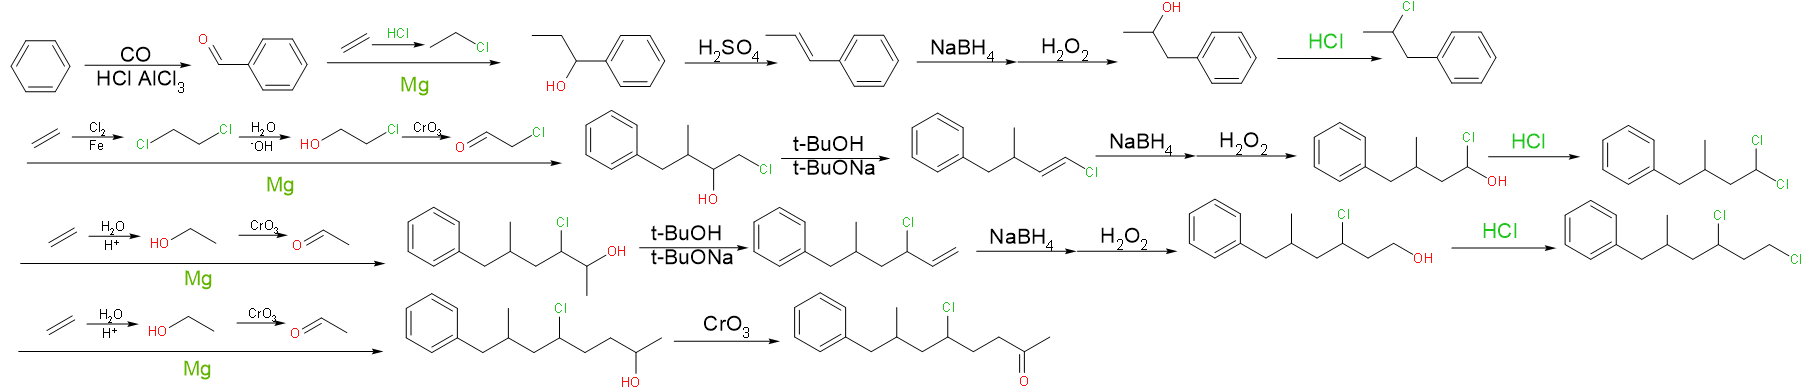 CO
HCl AlCl3
O
HCl
Cl
Mg
HO
H2SO4
NaBH4
H2O2
OH
HCl
Cl
Cl2
Fe
Cl
Cl
H2O
-OH
HO
Cl
CrO3
O
Cl
Mg
Cl
HO
t-BuOH
t-BuONa
Cl
NaBH4
H2O2
Cl
OH
HCl
Cl
Cl
H2O
H+
HO
CrO3
O
Mg
Cl
OH
t-BuOH
t-BuONa
Cl
NaBH4
H2O2
Cl
OH
HCl
Cl
Cl
H2O
H+
HO
CrO3
O
Mg
Cl
HO
CrO3
Cl
O